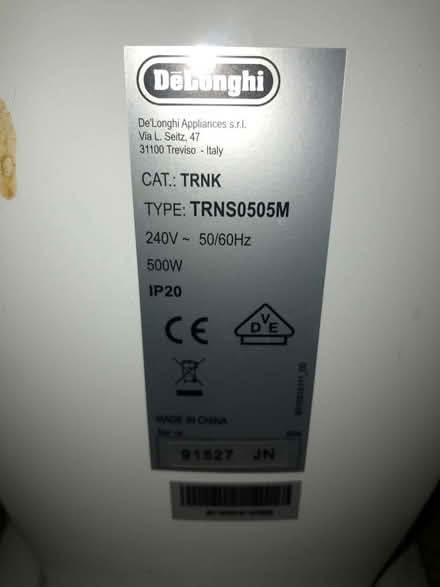 DeLonghi
De'Longhi Appliances s.r.l.
Via L. Seitz, 47
31100 Treviso - Italy
CAT.: TRNK
TYPE: TRNS0505M
240V ~ 50/60Hz
500W
IP20
CE
DVE
MADE IN CHINA
91527 JN